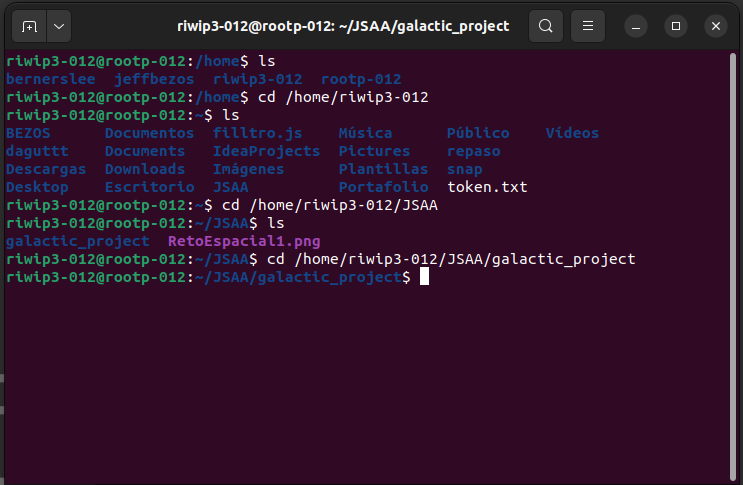 riwip3-012@rootp-012: ~/JSAA/galactic_project
riwip3-012@rootp-012:/home$ ls
bernerslee  jeffbezos  riwip3-012  rootp-012
riwip3-012@rootp-012:/home$ cd /home/riwip3-012
riwip3-012@rootp-012:~$ ls
BEZOS      Documentos  filltro.js    Música      Público   Vídeos
daguttt    Documents   IdeaProjects  Pictures    repaso
Descargas  Downloads   Imágenes      Plantillas  snap
Desktop    Escritorio  JSAA          Portafolio  token.txt
riwip3-012@rootp-012:~$ cd /home/riwip3-012/JSAA
riwip3-012@rootp-012:~/JSAA$ ls
galactic_project  RetoEspacial1.png
riwip3-012@rootp-012:~/JSAA$ cd /home/riwip3-012/JSAA/galactic_project
riwip3-012@rootp-012:~/JSAA/galactic_project$